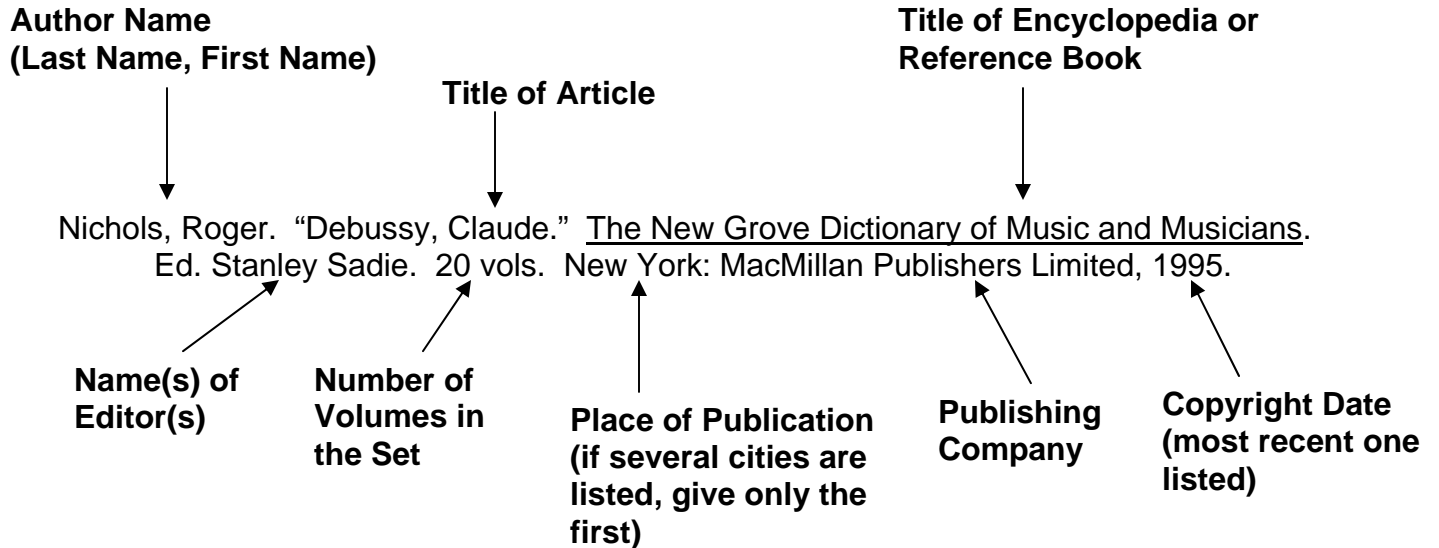 Author Name
(Last Name, First Name)
Title of Article
Title of Encyclopedia or
Reference Book
Nichols, Roger.  “Debussy, Claude.”  The New Grove Dictionary of Music and Musicians.
Ed. Stanley Sadie.  20 vols.  New York: MacMillan Publishers Limited, 1995.
Name(s) of
Editor(s)
Number of
Volumes in
the Set
Place of Publication
(if several cities are
listed, give only the
first)
Publishing
Company
Copyright Date
(most recent one
listed)